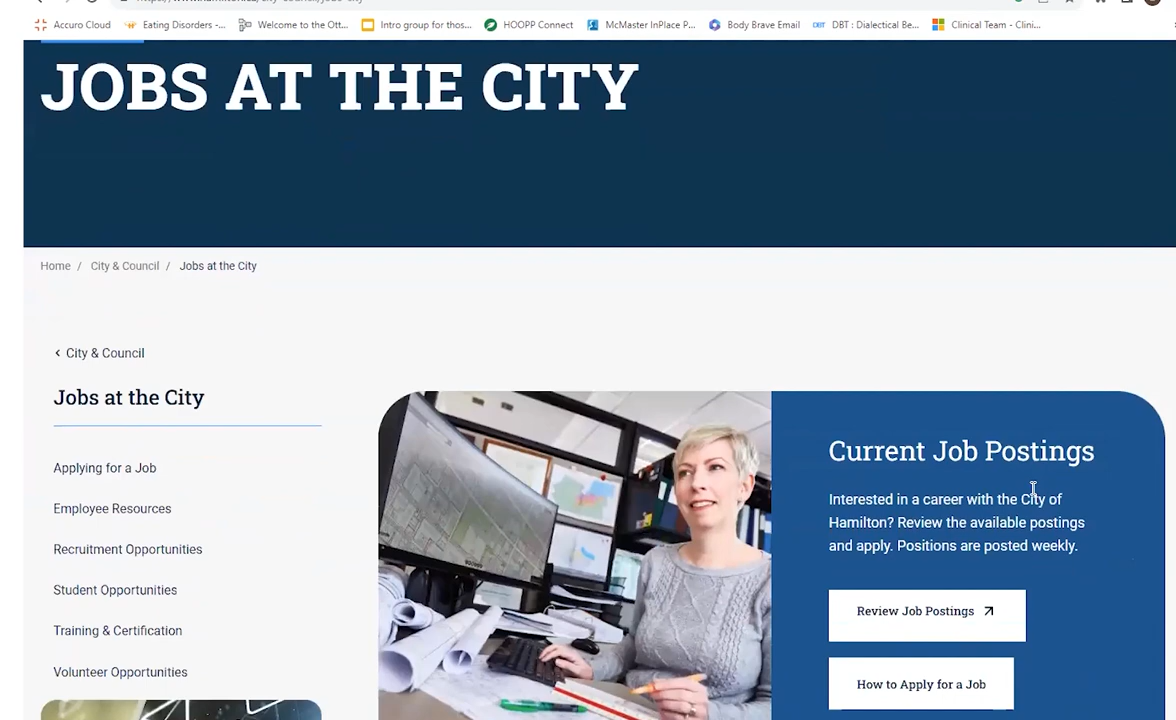 Accuro Cloud
Eating Disorders -...
Welcome to the Ott...
Intro group for thos...
HOOPP Connect
McMaster InPlace P...
Body Brave Email
DBT : Dialectical Be...
Clinical Team - Clini...
JOBS AT THE CITY
Home / City & Council / Jobs at the City
‹ City & Council
Jobs at the City
Applying for a Job
Employee Resources
Recruitment Opportunities
Student Opportunities
Training & Certification
Volunteer Opportunities
Current Job Postings
Interested in a career with the City of
Hamilton? Review the available postings
and apply. Positions are posted weekly.
Review Job Postings
How to Apply for a Job